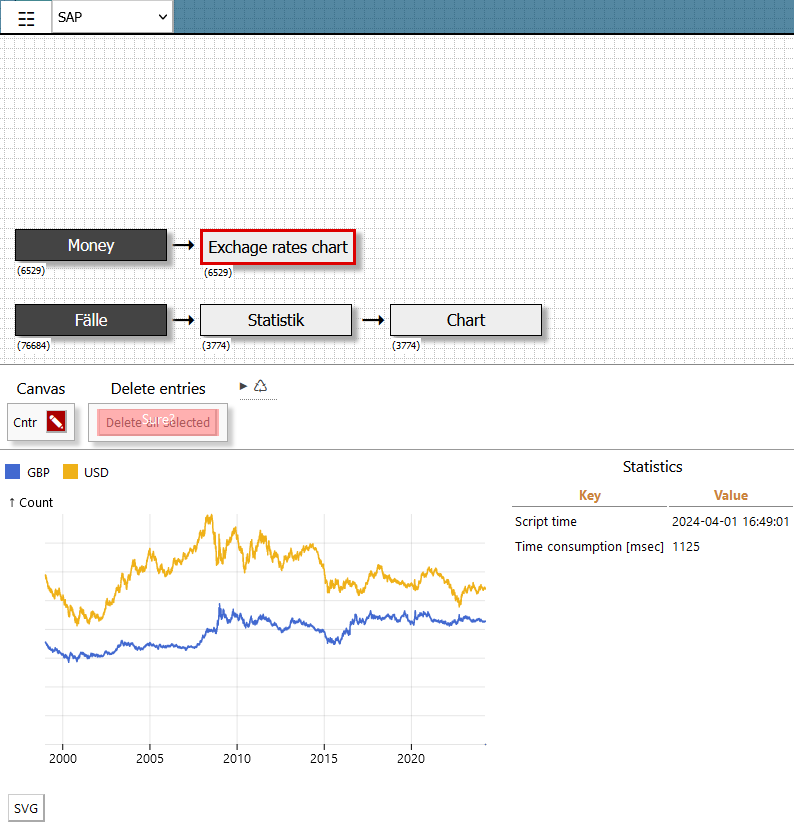 SAP
Money
Exchage rates chart
(6529)
(6529)
Fälle
Statistik
Chart
(76684)
(3774)
(3774)
Canvas
Delete entries
Cntr
Delete all selected
Sure?
GBP
USD
Statistics
↑ Count
Key
Value
Script time
2024-04-01 16:49:01
Time consumption [msec]
1125
2000
2005
2010
2015
2020
SVG